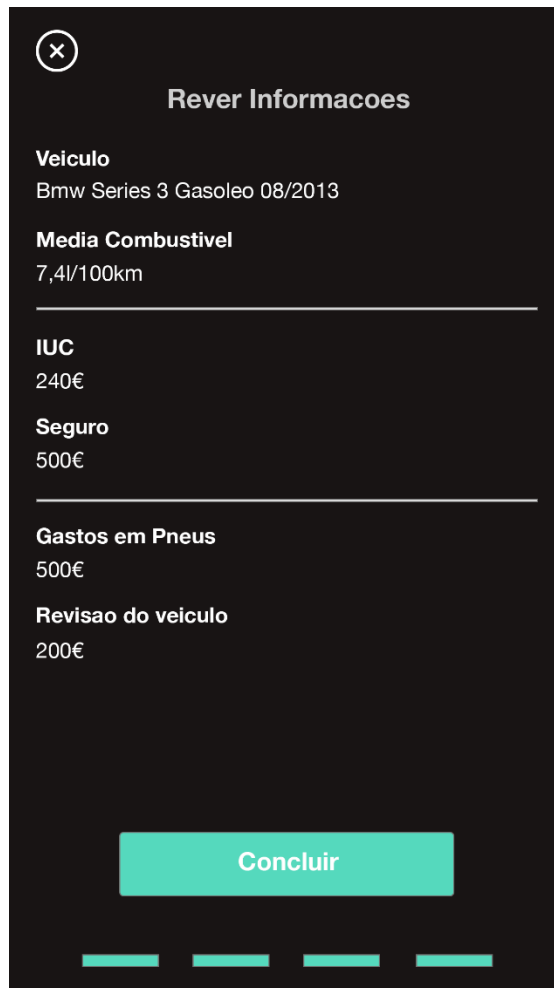 Rever Informacoes
Veiculo
Bmw Series 3 Gasoleo 08/2013
Media Combustivel
7,4l/100km
IUC
240€
Seguro
500€
Gastos em Pneus
500€
Revisao do veiculo
200€
Concluir